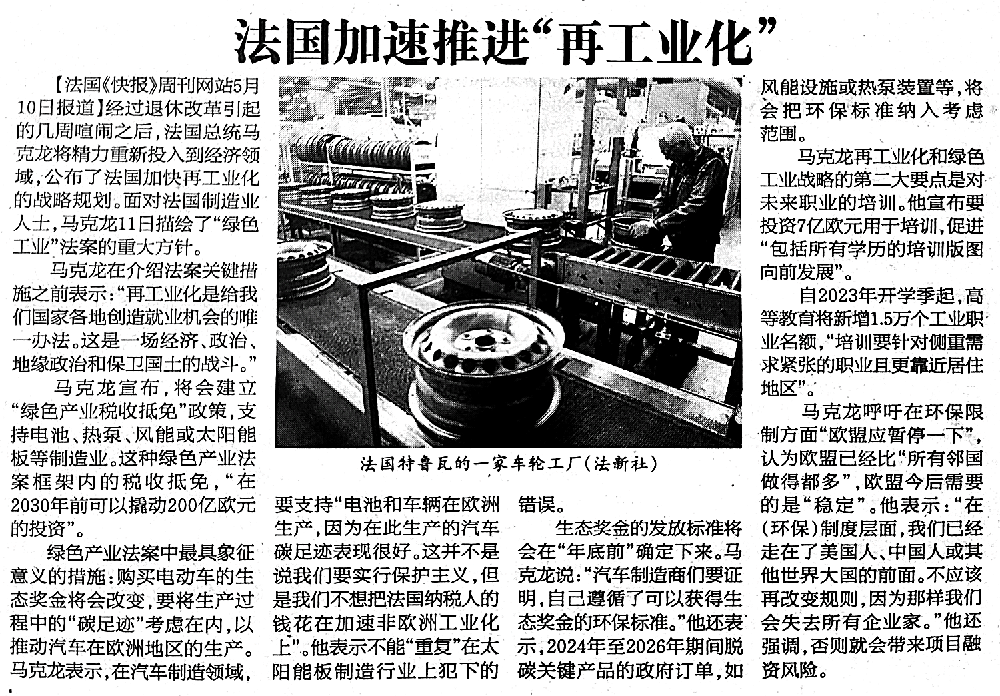 法国加速推进“再工业化”
【法国《快报》周刊网站5月
10日报道】经过退休改革引起
的几周喧闹之后，法国总统马
克龙将精力重新投入到经济领
域，公布了法国加快再工业化
的战略规划。面对法国制造业
人士，马克龙11日描绘了“绿色
工业”法案的重大方针。
马克龙在介绍法案关键措
施之前表示：“再工业化是给我
们国家各地创造就业机会的唯
一办法。这是一场经济、政治、
地缘政治和保卫国土的战斗。”
马克龙宣布，将会建立
“绿色产业税收抵免”政策，支
持电池、热泵、风能或太阳能
板等制造业。这种绿色产业法
案框架内的税收抵免，“在
2030年前可以撬动200亿欧元
的投资”。
绿色产业法案中最具象征
意义的措施：购买电动车的生
态奖金将会改变，要将生产过
程中的“碳足迹”考虑在内，以
推动汽车在欧洲地区的生产。
马克龙表示，在汽车制造领域，
法国特鲁瓦的一家车轮工厂（法新社）
要支持“电池和车辆在欧洲
生产，因为在此生产的汽车
碳足迹表现很好。这并不是
说我们要实行保护主义，但
是我们不想把法国纳税人的
钱花在加速非欧洲工业化
上”。他表示不能“重复”在太
阳能板制造行业上犯下的
错误。
生态奖金的发放标准将
会在“年底前”确定下来。马
克龙说：“汽车制造商们要证
明，自己遵循了可以获得生
态奖金的环保标准。”他还表
示，2024年至2026年期间脱
碳关键产品的政府订单，如
风能设施或热泵装置等，将
会把环保标准纳入考虑
范围。
马克龙再工业化和绿色
工业战略的第二大要点是对
未来职业的培训。他宣布要
投资7亿欧元用于培训，促进
“包括所有学历的培训版图
向前发展”。
自2023年开学季起，高
等教育将新增1.5万个工业职
业名额，“培训要针对侧重需
求紧张的职业且更靠近居住
地区”。
马克龙呼吁在环保限
制方面“欧盟应暂停一下”，
认为欧盟已经比“所有邻国
做得都多”，欧盟今后需要
的是“稳定”。他表示：“在
（环保）制度层面，我们已经
走在了美国人、中国人或其
他世界大国的前面。不应该
再改变规则，因为那样我们
会失去所有企业家。”他还
强调，否则就会带来项目融
资风险。